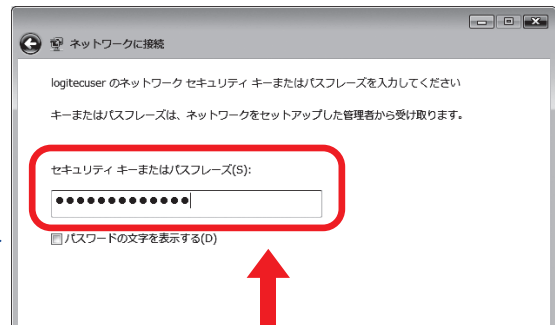 ネットワークに接続
logitecuser のネットワーク セキュリティ キーまたはパスフレーズを入力してください
キーまたはパスフレーズは、ネットワークをセットアップした管理者から受け取ります。
セキュリティ キーまたはパスフレーズ(S):
●●●●●●●●●●●●●
パスワードの文字を表示する(D)